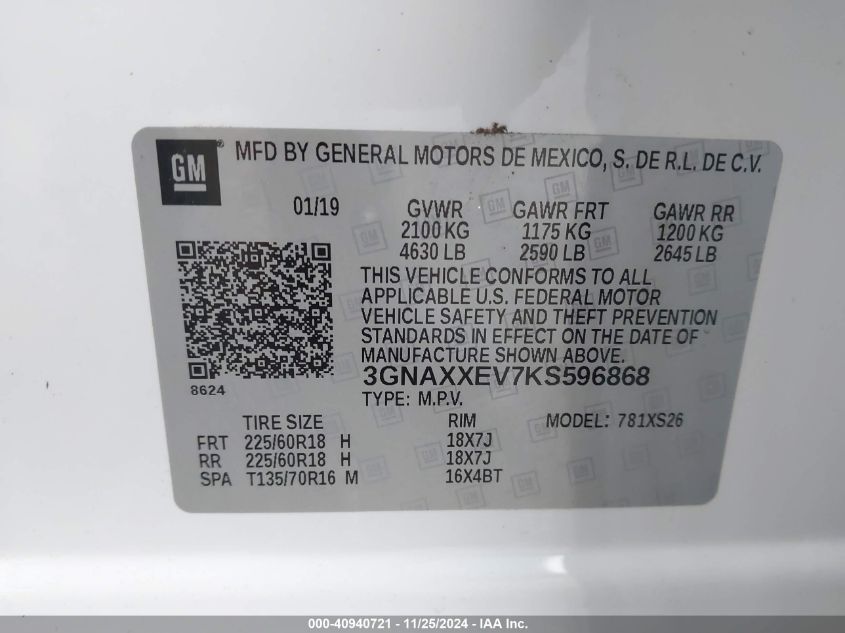 GM MFD BY GENERAL MOTORS DE MEXICO, S. DE R.L. DE C.V.
01/19 GVWR GAWR FRT GAWR RR
2100 KG 1175 KG 1200 KG
4630 LB 2590 LB 2645 LB
THIS VEHICLE CONFORMS TO ALL
APPLICABLE U.S. FEDERAL MOTOR
VEHICLE SAFETY AND THEFT PREVENTION
STANDARDS IN EFFECT ON THE DATE OF
MANUFACTURE SHOWN ABOVE.
3GNAXXEV7KS596868
8624
TYPE: M.P.V.
TIRE SIZE RIM MODEL: 781XS26
FRT 225/60R18 H 18X7J
RR 225/60R18 H 18X7J
SPA T135/70R16 M 16X4BT
000-40940721 - 11/25/2024 - IAA Inc.